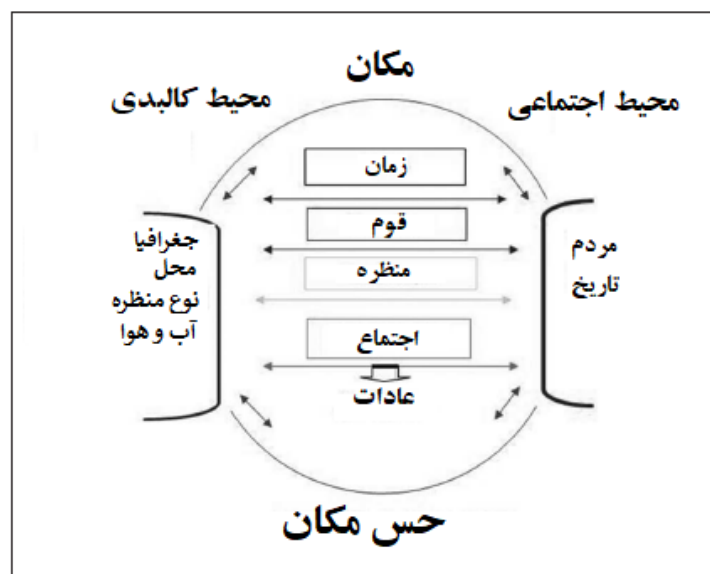 مکان
محیط اجتماعی
محیط کالبدی
زمان
قوم
منظره
اجتماع
عادات
مردم
تاریخ
جغرافیا
محل
نوع منظره
آب و هوا
حس مکان